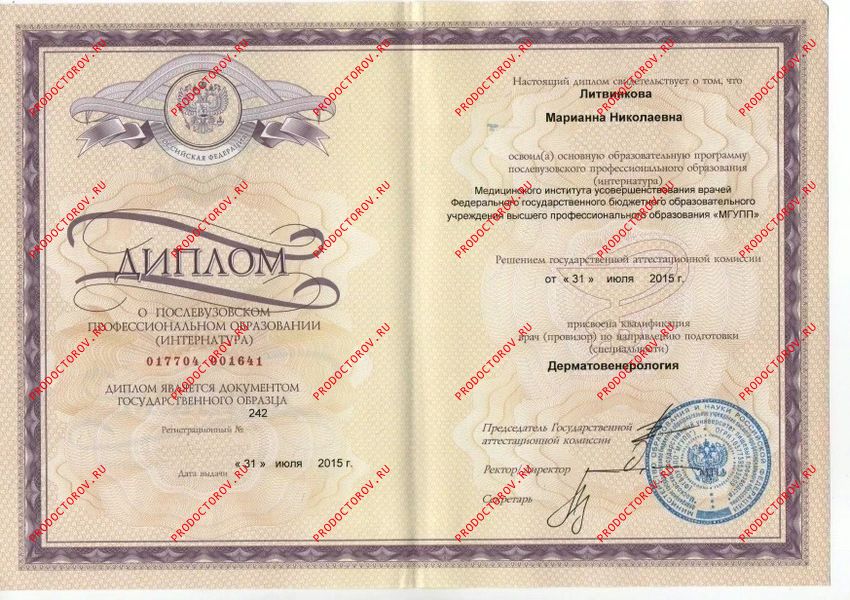 РОССИЙСКАЯ ФЕДЕРАЦИЯ
ДИПЛОМ
О ПОСЛЕВУЗОВСКОМ
ПРОФЕССИОНАЛЬНОМ ОБРАЗОВАНИИ
(ИНТЕРНАТУРА)
017704 001641
ДИПЛОМ ЯВЛЯЕТСЯ ДОКУМЕНТОМ
ГОСУДАРСТВЕННОГО ОБРАЗЦА
242
Регистрационный №
Дата выдачи « 31 » июля 2015 г.
Настоящий диплом свидетельствует о том, что
Литвинкова
Марианна Николаевна
освоил(а) основную образовательную программу
послевузовского профессионального образования
(интернатура)
Медицинского института усовершенствования врачей
Федерального государственного бюджетного образовательного
учреждения высшего профессионального образования «МГУПП»
Решением государственной аттестационной комиссии
от « 31 » июля 2015 г.
присвоена квалификация
врач (провизор) по направлению подготовки
(специальности)
Дерматовенерология
Председатель Государственной
аттестационной комиссии
Ректор/директор
Секретарь
МП
PRODOCTOROV.RU